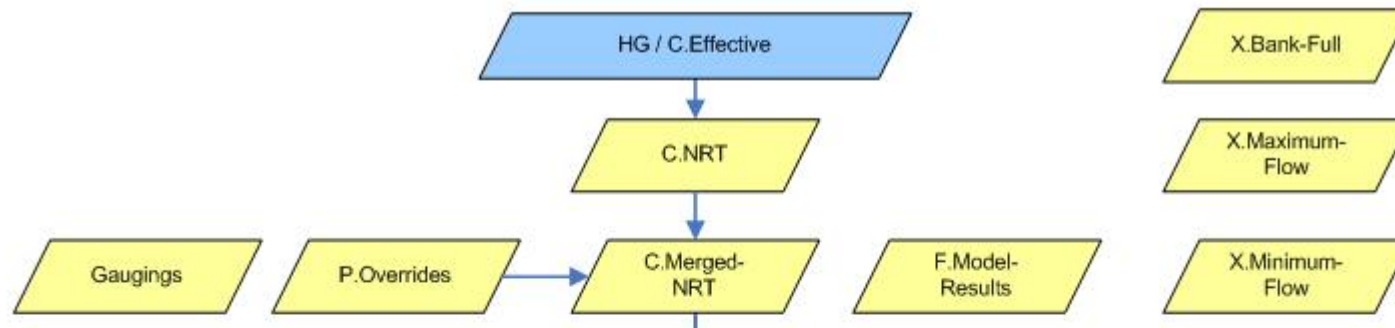 HG / C.Effective
X.Bank-Full
C.NRT
X.Maximum-
Flow
Gaugings
P.Overrides
C.Merged-
NRT
F.Model-
Results
X.Minimum-
Flow